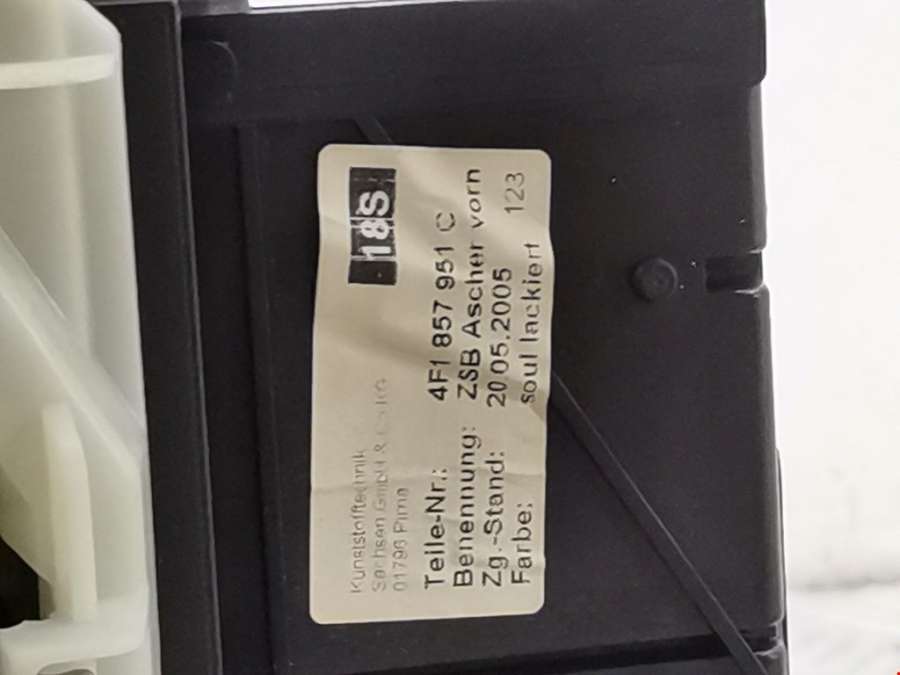 18S
Kunststofftechnik
Sachsen GmbH & Co KG
01796 Pirna
Teile-Nr.: 4F1 857 951 C
Benennung: ZSB Ascher vorn
Zg.-Stand: 20.05.2005
Farbe: soul lackiert 123